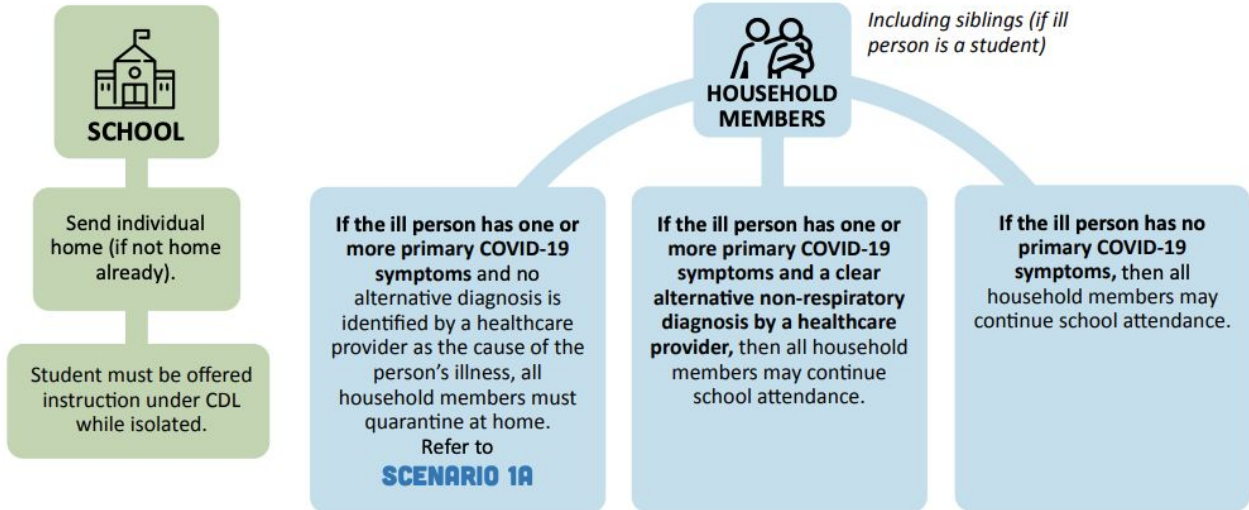 SCHOOL
Send individual
home (if not home
already).
Student must be offered
instruction under CDL
while isolated.
Including siblings (if ill
person is a student)
HOUSEHOLD
MEMBERS
If the ill person has one or
more primary COVID-19
symptoms and no
alternative diagnosis is
identified by a healthcare
provider as the cause of the
person’s illness, all
household members must
quarantine at home.
Refer to
SCENARIO 1A
If the ill person has one or
more primary COVID-19
symptoms and a clear
alternative non-respiratory
diagnosis by a healthcare
provider, then all household
members may continue
school attendance.
If the ill person has no
primary COVID-19
symptoms, then all
household members may
continue school attendance.